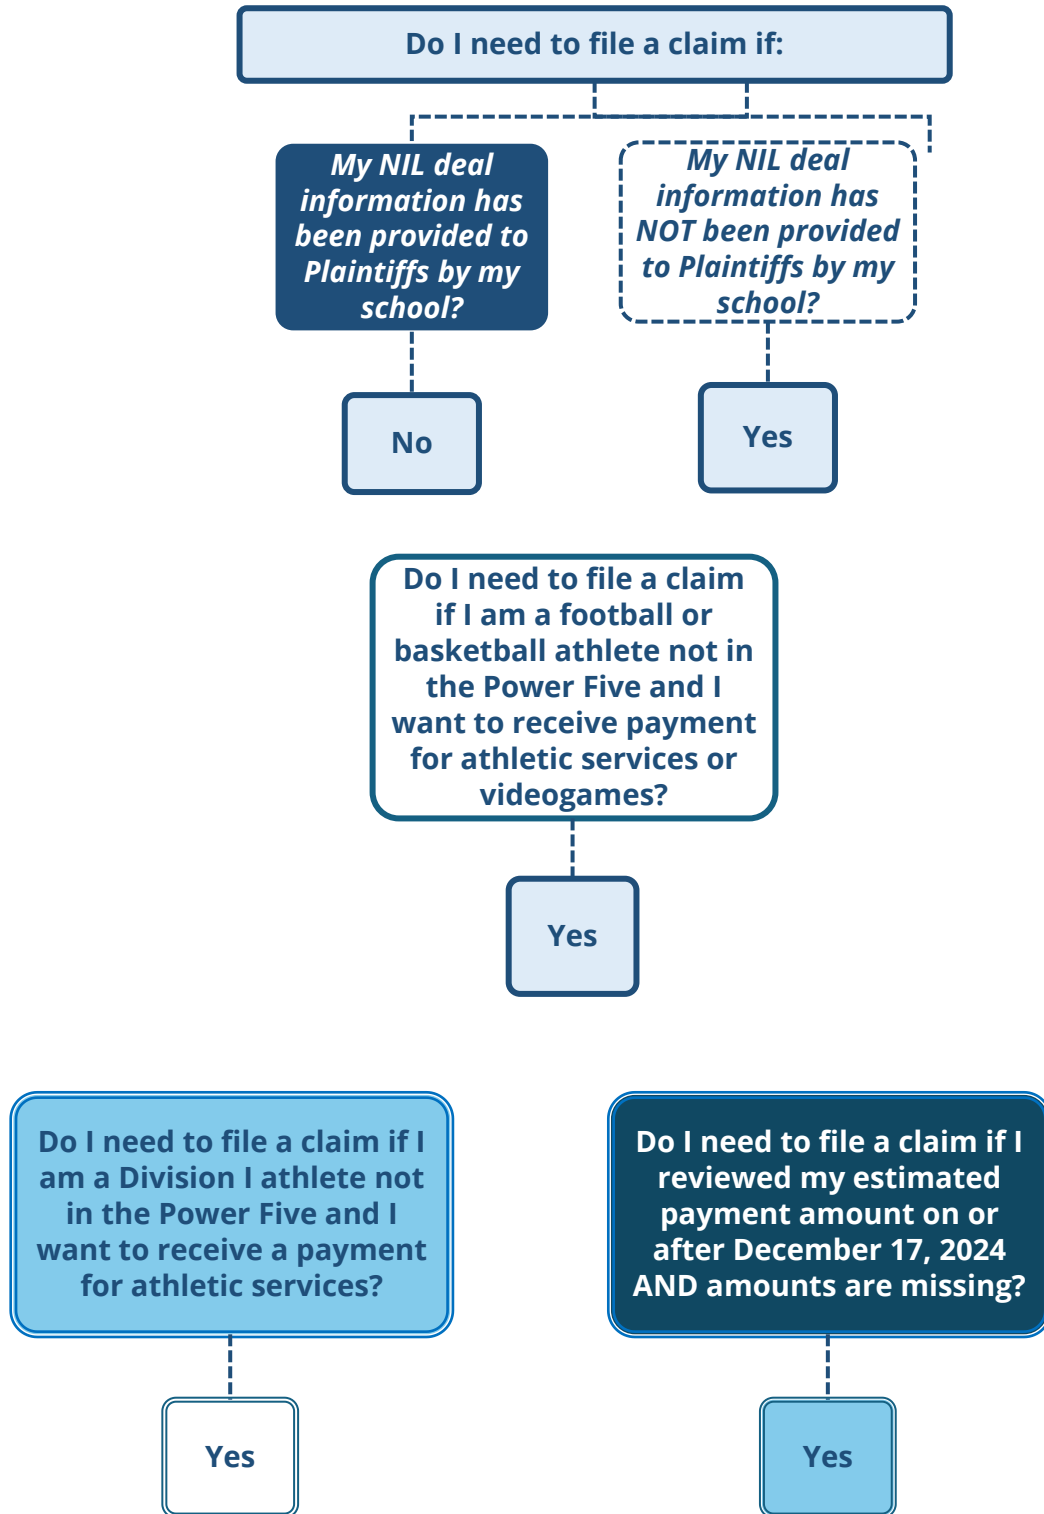 Do I need to file a claim if:
My NIL deal
information has
been provided to
Plaintiffs by my
school?
My NIL deal
information has
NOT been provided
to Plaintiffs by my
school?
No
Yes
Do I need to file a claim
if I am a football or
basketball athlete not in
the Power Five and I
want to receive payment
for athletic services or
videogames?
Yes
Do I need to file a claim if I
am a Division I athlete not
in the Power Five and I
want to receive a payment
for athletic services?
Yes
Do I need to file a claim if I
reviewed my estimated
payment amount on or
after December 17, 2024
AND amounts are missing?
Yes